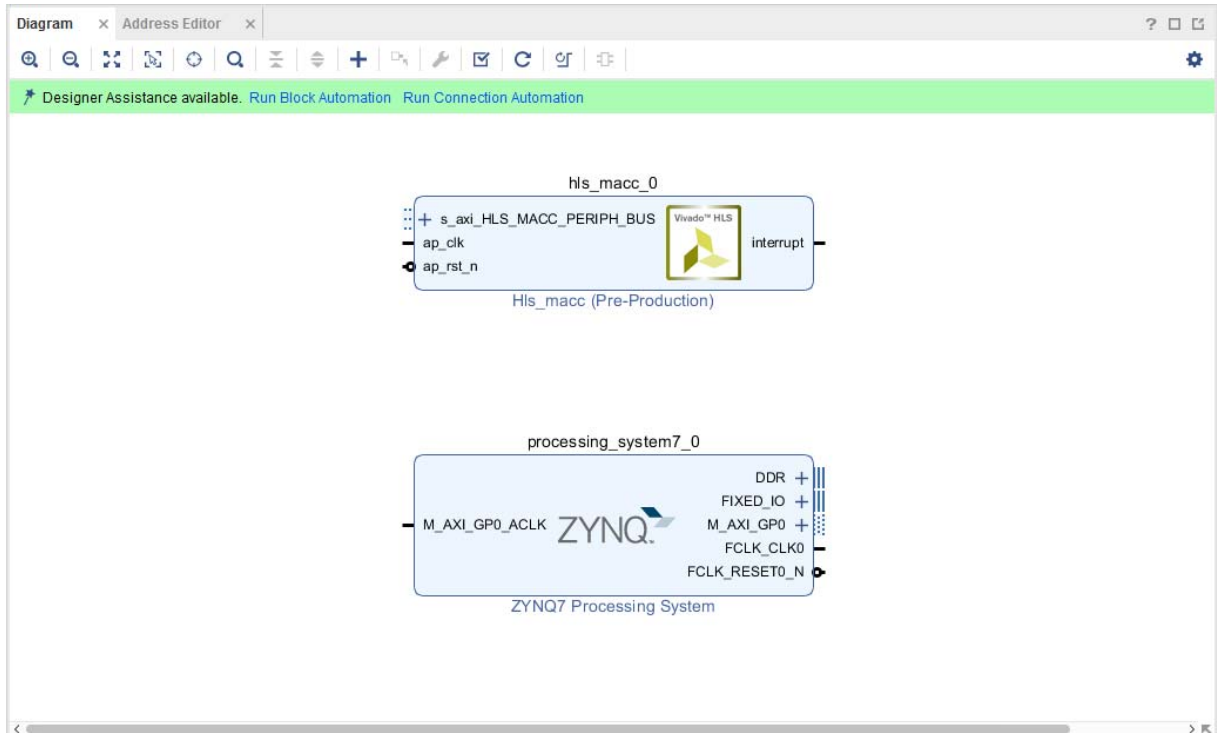 Diagram × Address Editor ×
Designer Assistance available. Run Block Automation Run Connection Automation
hls_macc_0
s_axi_HLS_MACC_PERIPH_BUS
Vivado™ HLS
ap_clk
interrupt
ap_rst_n
Hls_macc (Pre-Production)
processing_system7_0
DDR
FIXED_IO
M_AXI_GP0_ACLK
ZYNQ
M_AXI_GP0
FCLK_CLK0
FCLK_RESET0_N
ZYNQ7 Processing System